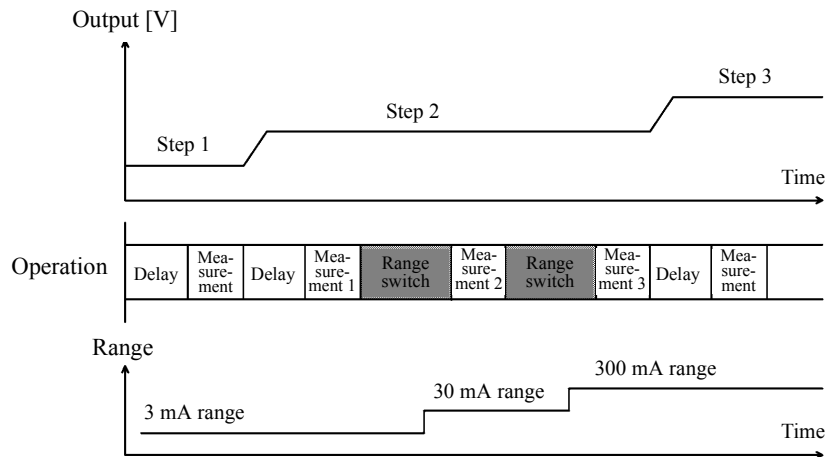 Output [V]
Step 3
Step 2
Step 1
Time
Operation
Delay
Mea-
sure-
ment
Delay
Mea-
sure-
ment 1
Range
switch
Mea-
sure-
ment 2
Range
switch
Mea-
sure-
ment 3
Delay
Mea-
sure-
ment
Range
300 mA range
30 mA range
3 mA range
Time